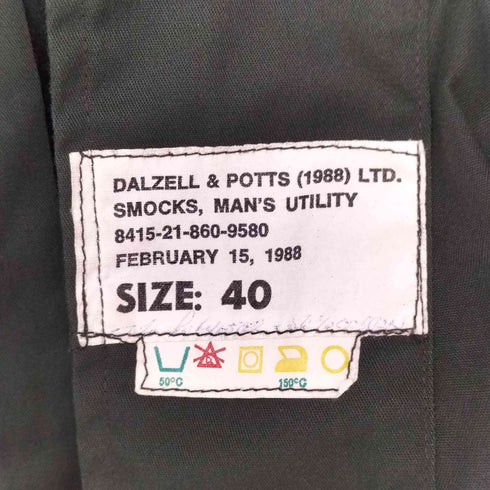 DALZELL & POTTS (1988) LTD.
SMOCKS, MAN'S UTILITY
8415-21-860-9580
FEBRUARY 15, 1988
SIZE: 40
50°C 150°C